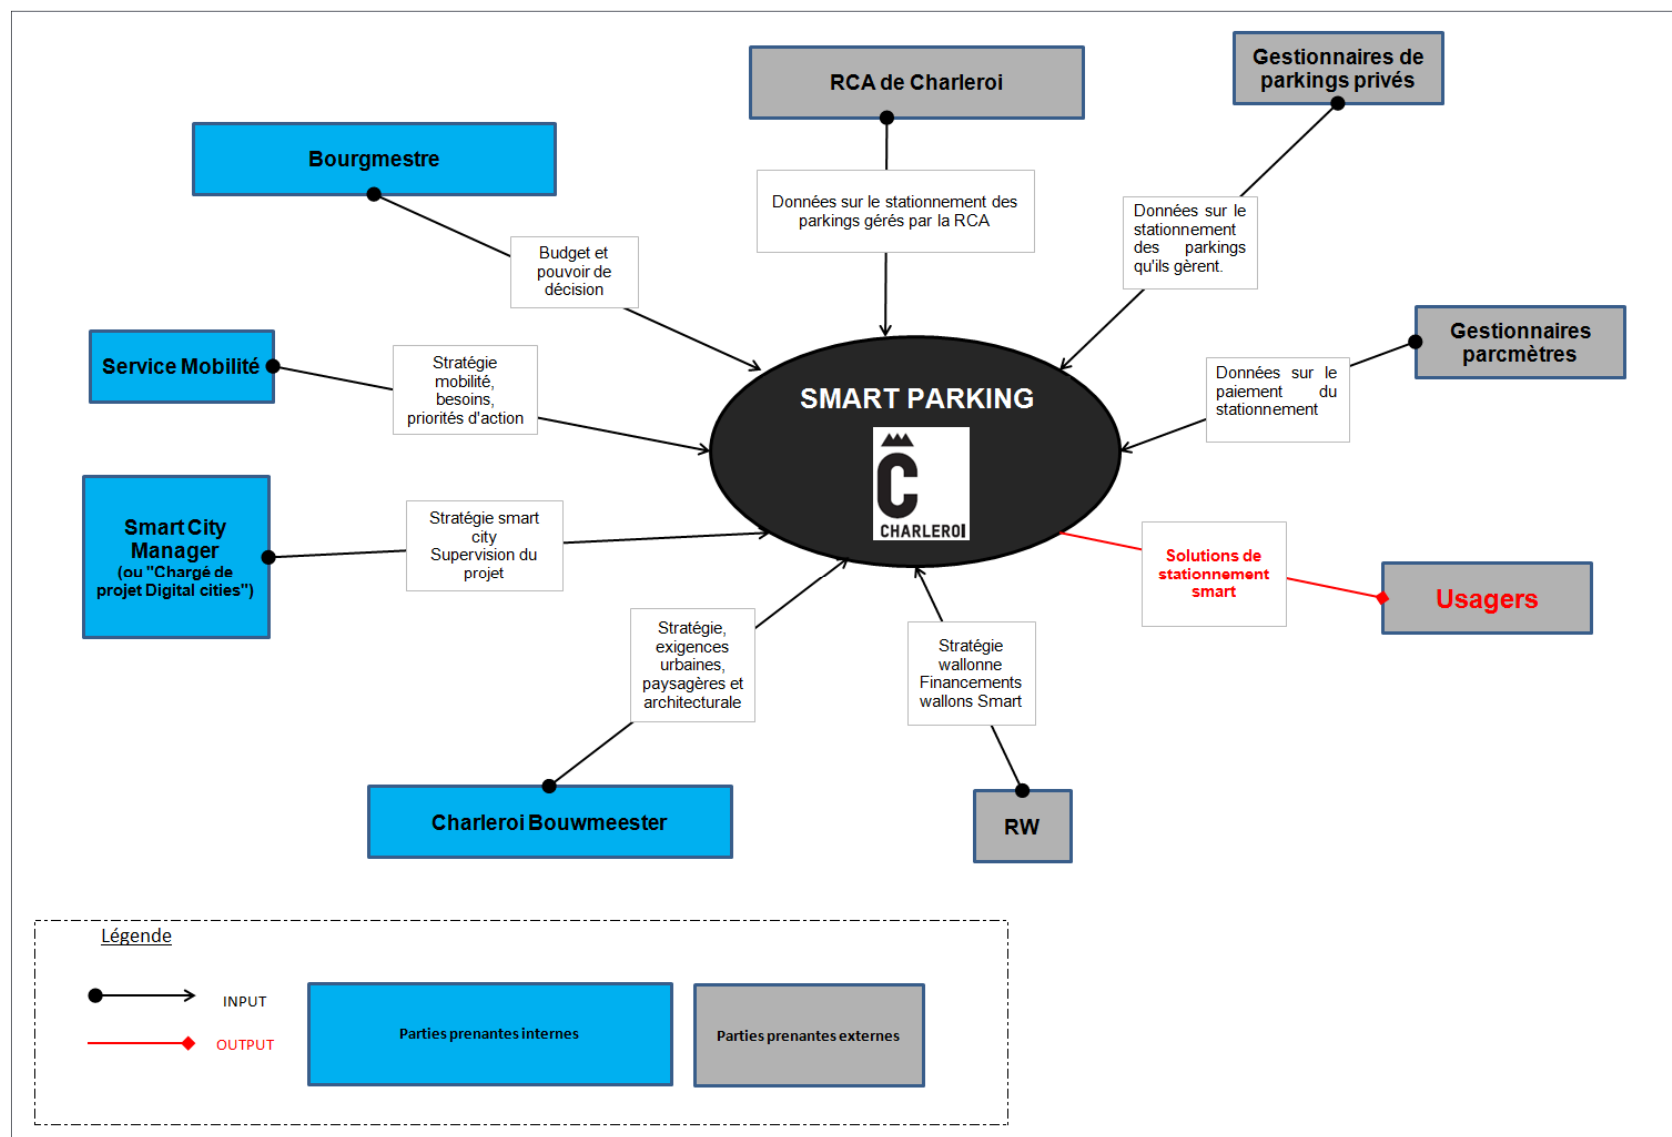 RCA de Charleroi
Gestionnaires de
parkings privés
Bourgmestre
Données sur le stationnement des
parkings gérés par la RCA
Données sur le
stationnement
des parkings
qu'ils gèrent.
Budget et
pouvoir de
décision
Service Mobilité
Stratégie
mobilité,
besoins,
priorités d'action
Gestionnaires
parcmètres
Données sur le
paiement du
stationnement
SMART PARKING
C
CHARLEROI
Smart City
Manager
(ou "Chargé de
projet Digital cities")
Stratégie smart
city
Supervision du
projet
Solutions de
stationnement
smart
Usagers
Stratégie,
exigences
urbaines,
paysagères et
architecturale
Stratégie
wallonne
Financements
wallons Smart
Charleroi Bouwmeester
RW
Légende
INPUT
OUTPUT
Parties prenantes internes
Parties prenantes externes